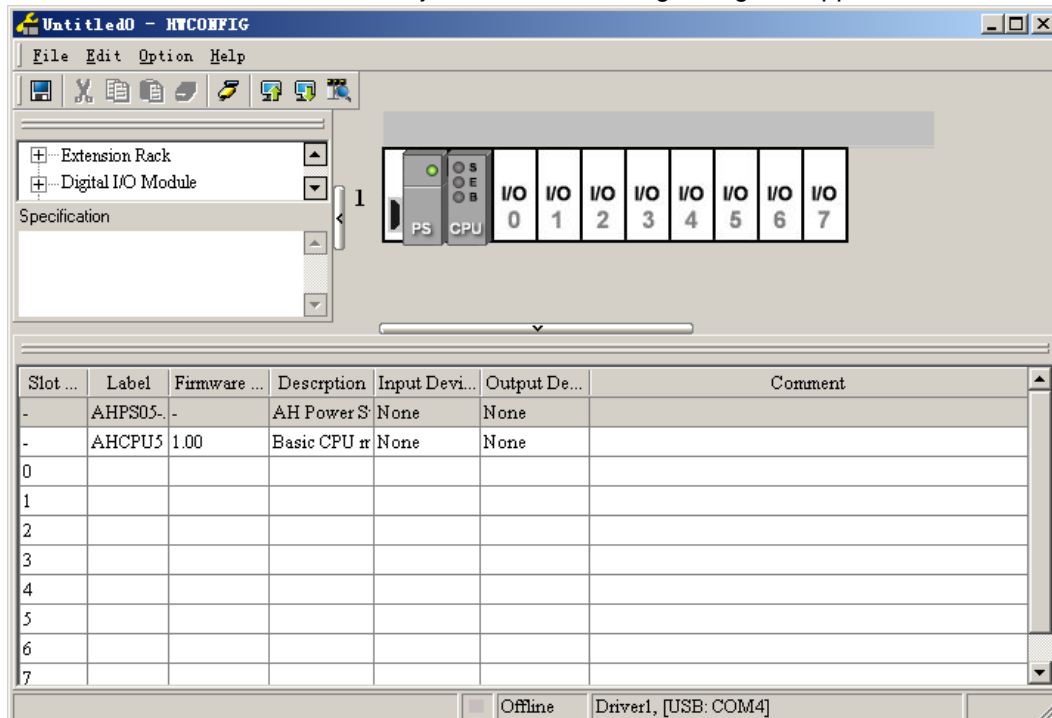 Untitled0 - HWCONFIG
File Edit Option Help
Extension Rack
Digital I/O Module
Specification
1
PS CPU S E B
I/O 0 I/O 1 I/O 2 I/O 3 I/O 4 I/O 5 I/O 6 I/O 7
Slot ... Label Firmware ... Descrption Input Devi... Output De... Comment
- AHPS05-. - AH Power S None None
- AHCPU5 1.00 Basic CPU m None None
0
1
2
3
4
5
6
7
Offline Driver1, [USB: COM4]